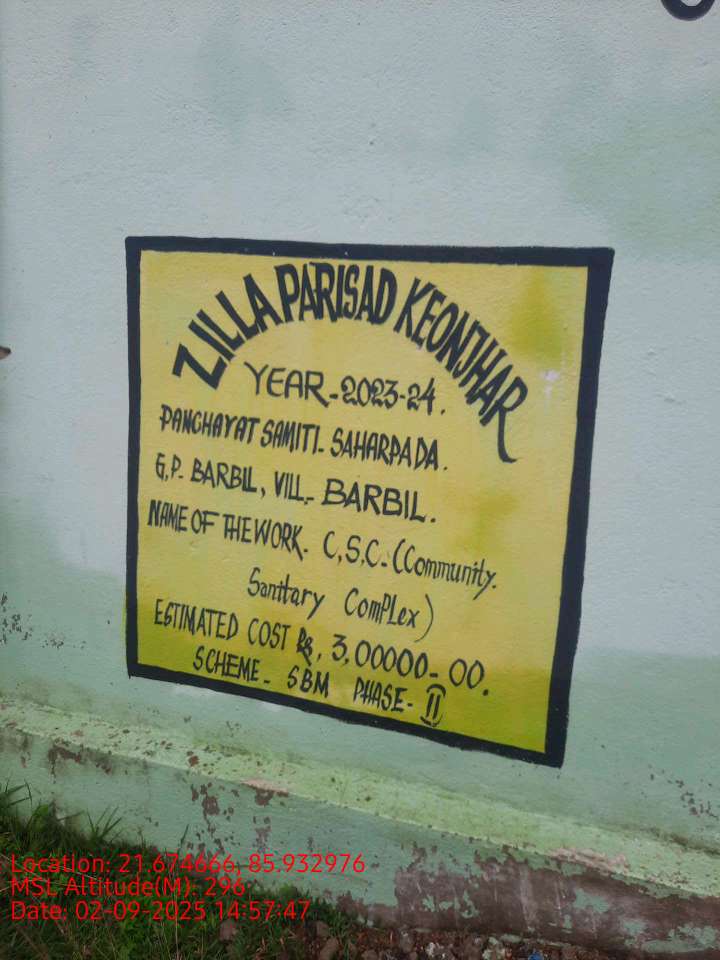 ZILLA PARISAD KEONJHAR
YEAR-2023-24.
PANCHAYAT SAMITI- SAHARPADA.
G.P- BARBIL, VILL- BARBIL.
NAME OF THE WORK. C,S,C-(Community.
Sanitary ComPLex)
ESTIMATED COST Rs, 3,00000-00.
SCHEME- SBM PHASE-II
Location: 21.674666, 85.932976
MSL Altitude(M): 296
Date: 02-09-2025 14:57:47